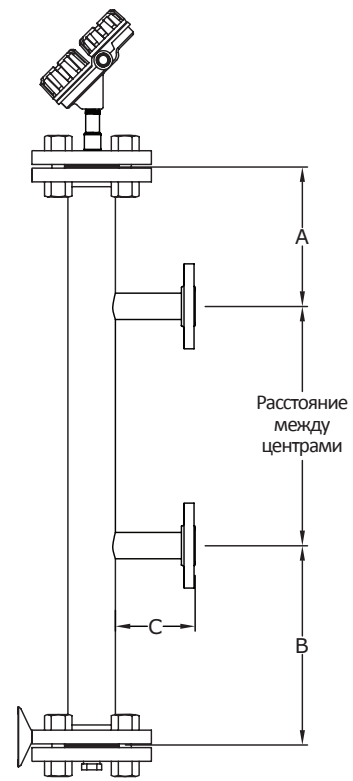 A
Расстояние
между
центрами
C
B